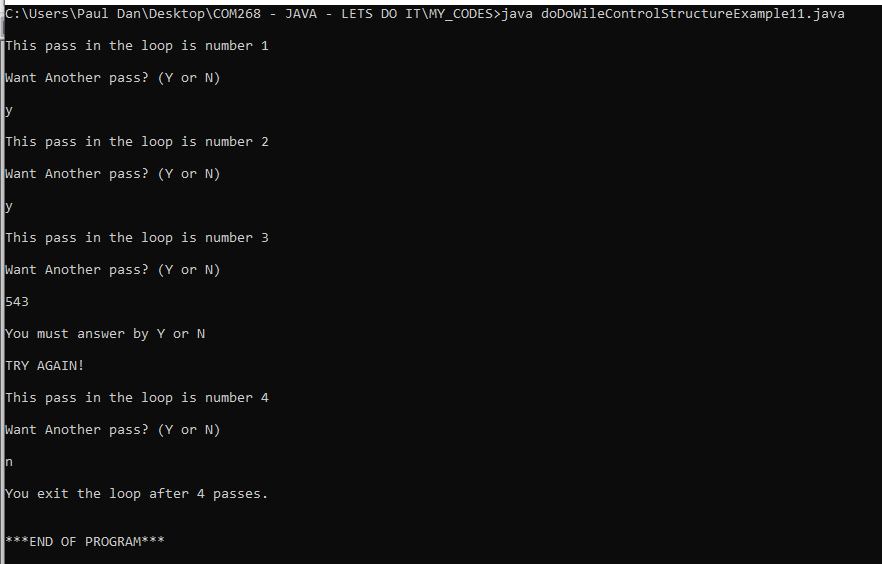 C:\Users\Paul Dan\Desktop\COM268 - JAVA - LETS DO IT\MY_CODES>java doDoWileControlStructureExample11.java
This pass in the loop is number 1
Want Another pass? (Y or N)
y
This pass in the loop is number 2
Want Another pass? (Y or N)
y
This pass in the loop is number 3
Want Another pass? (Y or N)
543
You must answer by Y or N
TRY AGAIN!
This pass in the loop is number 4
Want Another pass? (Y or N)
n
You exit the loop after 4 passes.
***END OF PROGRAM***